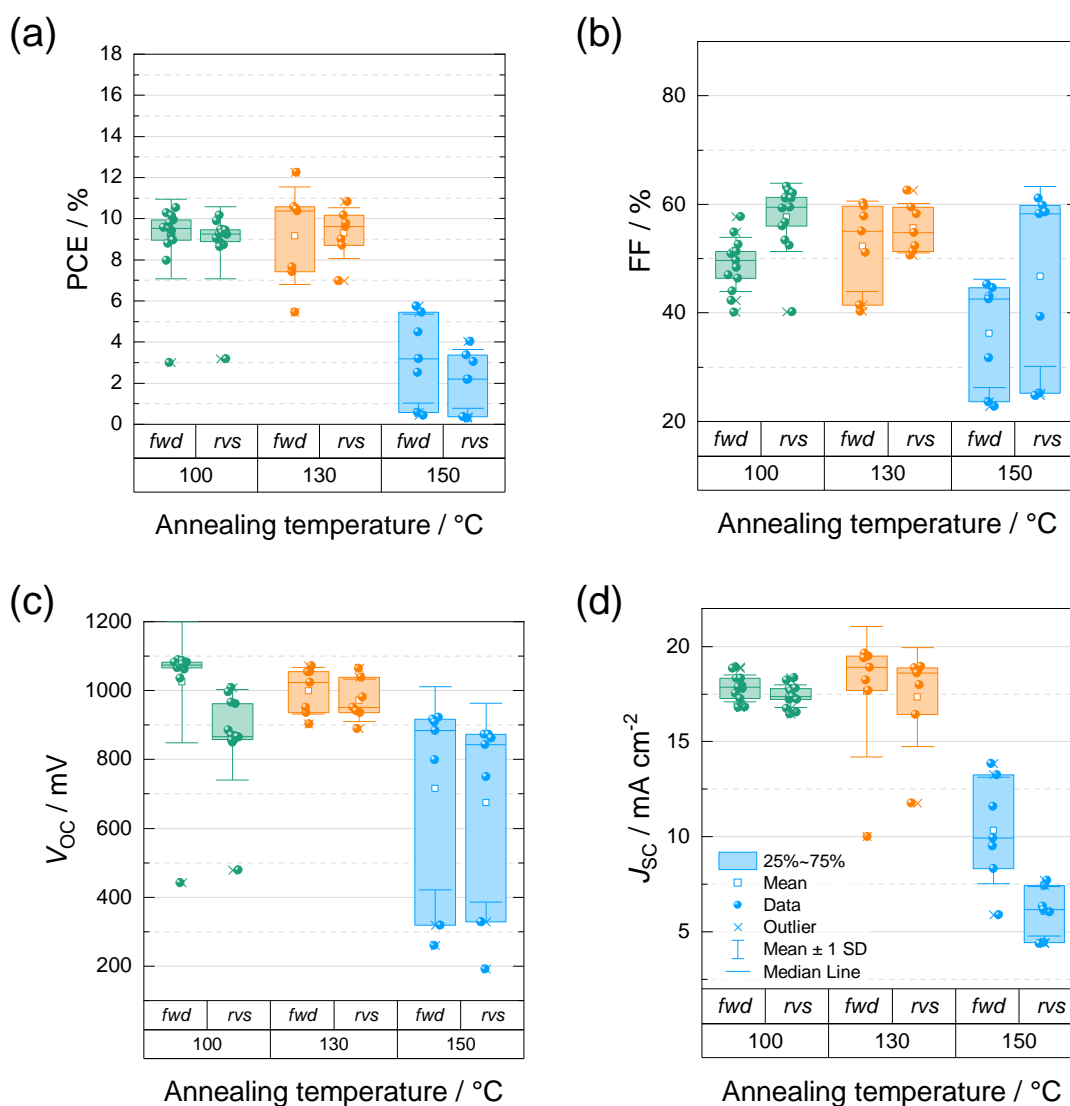 (a)
18
16
14
12
10
8
6
4
2
0
PCE / %
fwd rvs fwd rvs fwd rvs
100 130 150
Annealing temperature / °C
(b)
80
60
40
20
FF / %
fwd rvs fwd rvs fwd rvs
100 130 150
Annealing temperature / °C
(c)
1200
1000
800
600
400
200
VOC / mV
fwd rvs fwd rvs fwd rvs
100 130 150
Annealing temperature / °C
(d)
20
15
10
5
JSC / mA cm-2
25%~75%
Mean
Data
Outlier
Mean ± 1 SD
Median Line
fwd rvs fwd rvs fwd rvs
100 130 150
Annealing temperature / °C